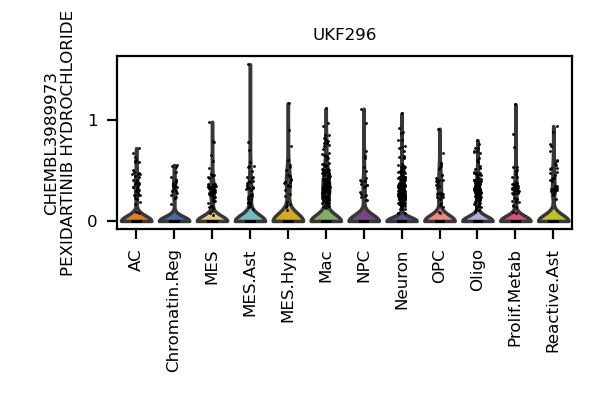 UKF296
CHEMBL3989973
PEXIDARTINIB HYDROCHLORIDE
1
0
AC
Chromatin.Reg
MES
MES.Ast
MES.Hyp
Mac
NPC
Neuron
OPC
Oligo
Prolif.Metab
Reactive.Ast